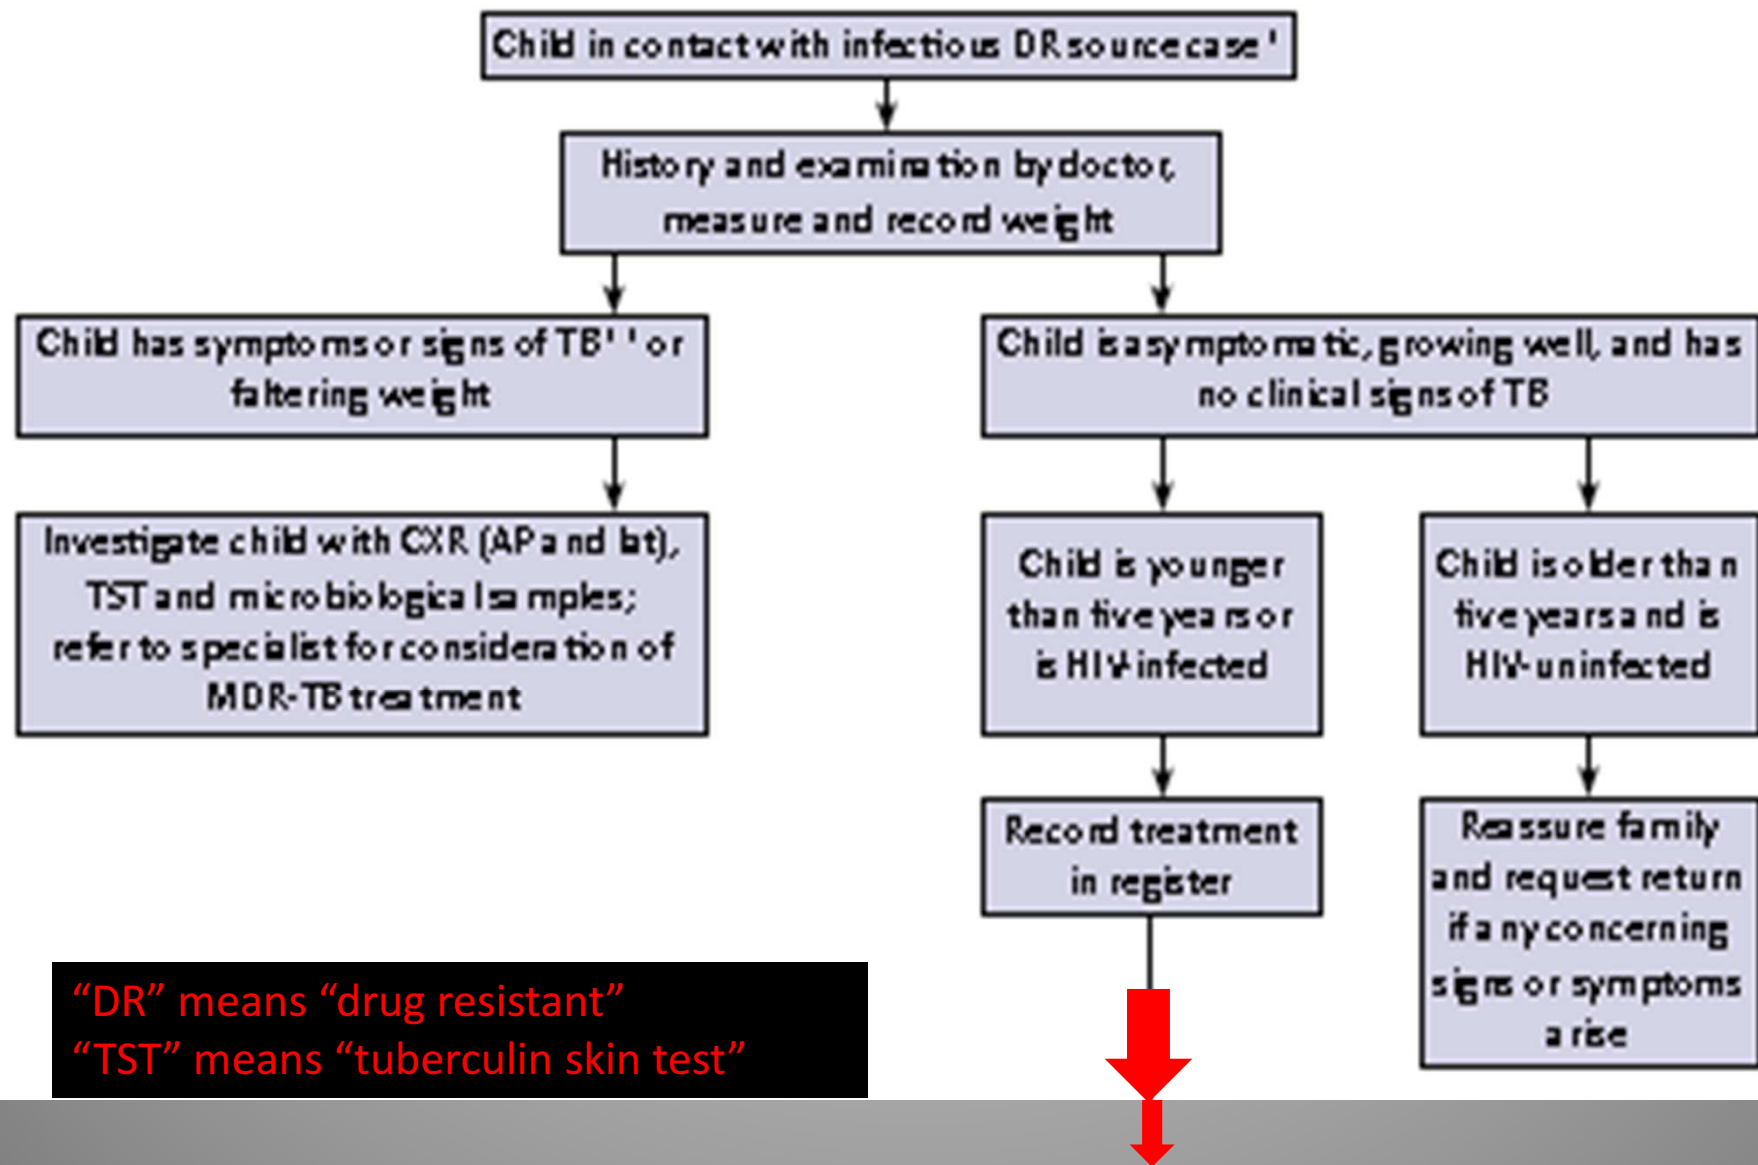 Child in contact with infectious DR source case¹
History and examination by doctor,
measure and record weight
Child has symptoms or signs of TB¹ ¹ or
faltering weight
Child is asymptomatic, growing well, and has
no clinical signs of TB
Investigate child with CXR (AP and lat),
TST and microbiological samples;
refer to specialist for consideration of
MDR-TB treatment
Child is younger
than five years or
is HIV-infected
Child is older than
five years and is
HIV-uninfected
Record treatment
in register
Reassure family
and request return
if any concerning
signs or symptoms
arise
“DR” means “drug resistant”
“TST” means “tuberculin skin test”